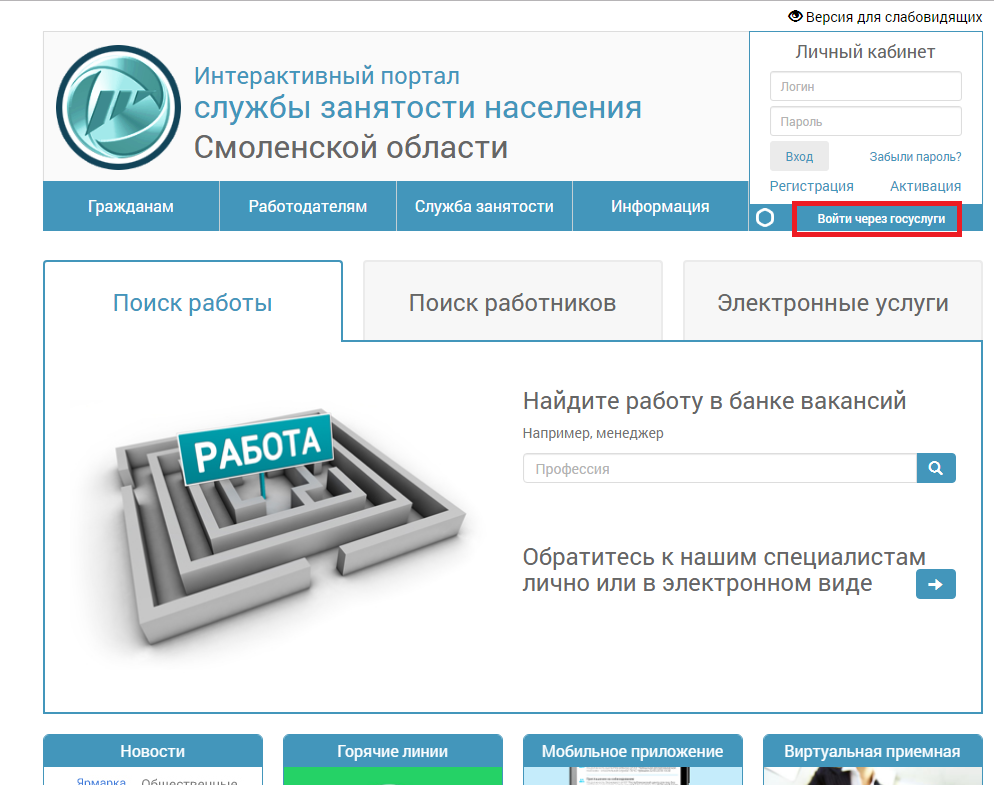 Версия для слабовидящих
Интерактивный портал
службы занятости населения
Смоленской области
Личный кабинет
Логин
Пароль
Вход Забыли пароль?
Регистрация Активация
Войти через госуслуги
Гражданам Работодателям Служба занятости Информация
Поиск работы Поиск работников Электронные услуги
РАБОТА
Найдите работу в банке вакансий
Например, менеджер
Профессия
Обратитесь к нашим специалистам
лично или в электронном виде
Новости Горячие линии Мобильное приложение Виртуальная приемная
Ярмарка Общественные